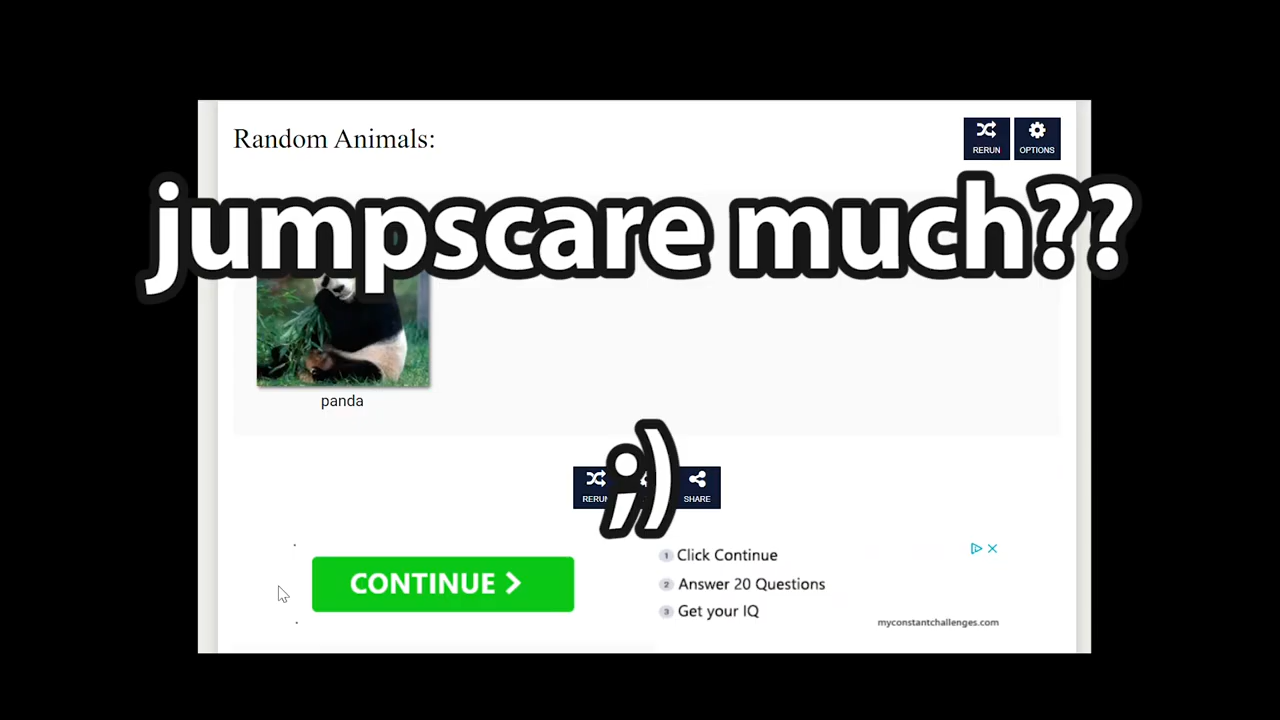 Random Animals:
RERUN
OPTIONS
jumpscare much??
panda
;)
RERUN
SHARE
CONTINUE >
1 Click Continue
2 Answer 20 Questions
3 Get your IQ
myconstantchallenges.com